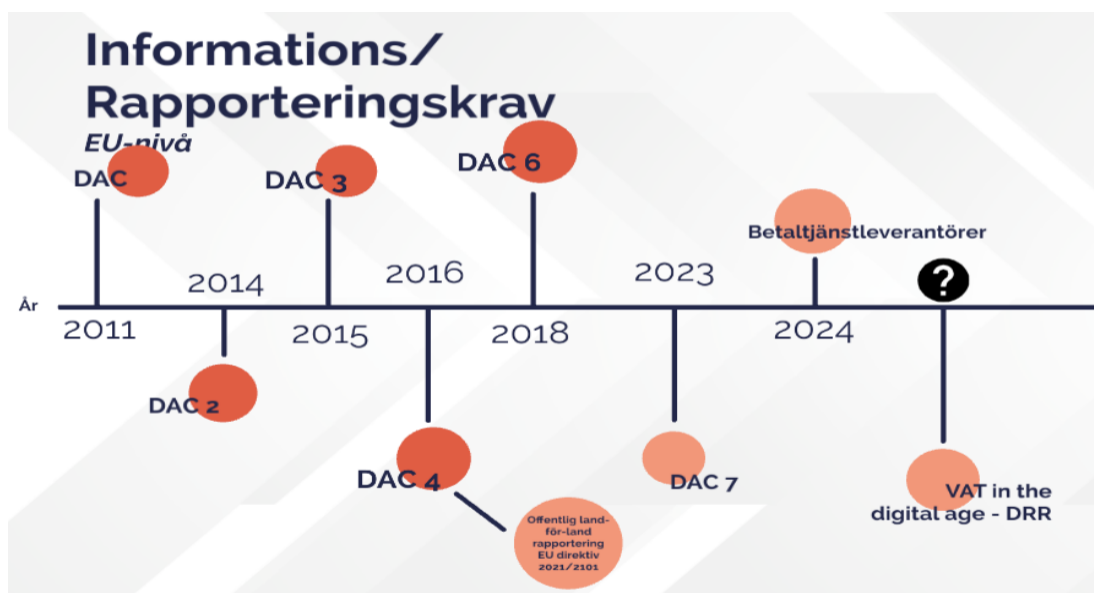 Informations/
Rapporteringskrav
EU-nivå
DAC
DAC 3
DAC 6
Betaltjänstleverantörer
2014
2016
2023
?
År
2011
2015
2018
2024
DAC 2
DAC 4
DAC 7
VAT in the
digital age - DRR
Offentlig land-
för-land
rapportering
EU direktiv
2021/2101